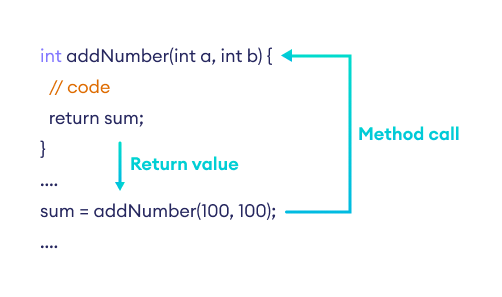 int addNumber(int a, int b) {
// code
return sum;
}
Return value
....
sum = addNumber(100, 100);
....
Method call